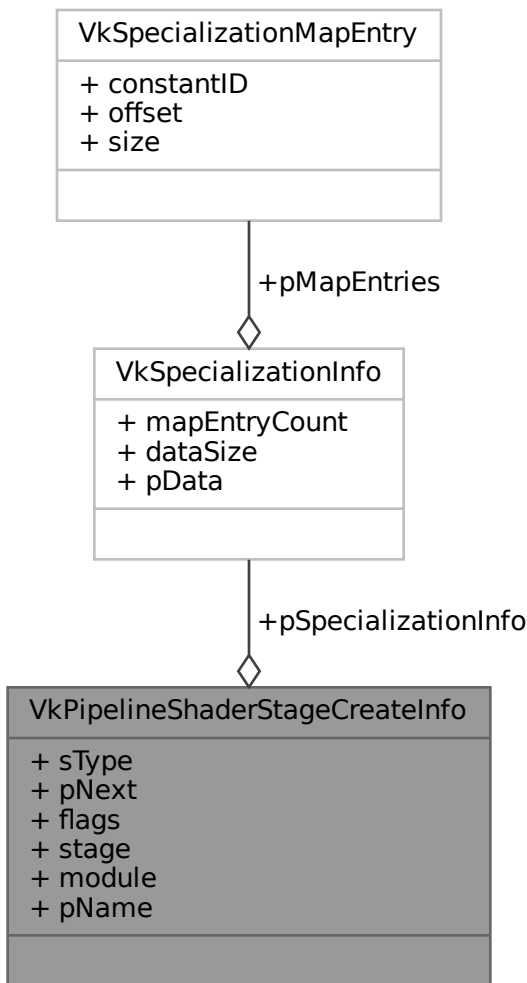 VkSpecializationMapEntry
+ constantID
+ offset
+ size
+pMapEntries
VkSpecializationInfo
+ mapEntryCount
+ dataSize
+ pData
+pSpecializationInfo
VkPipelineShaderStageCreateInfo
+ sType
+ pNext
+ flags
+ stage
+ module
+ pName